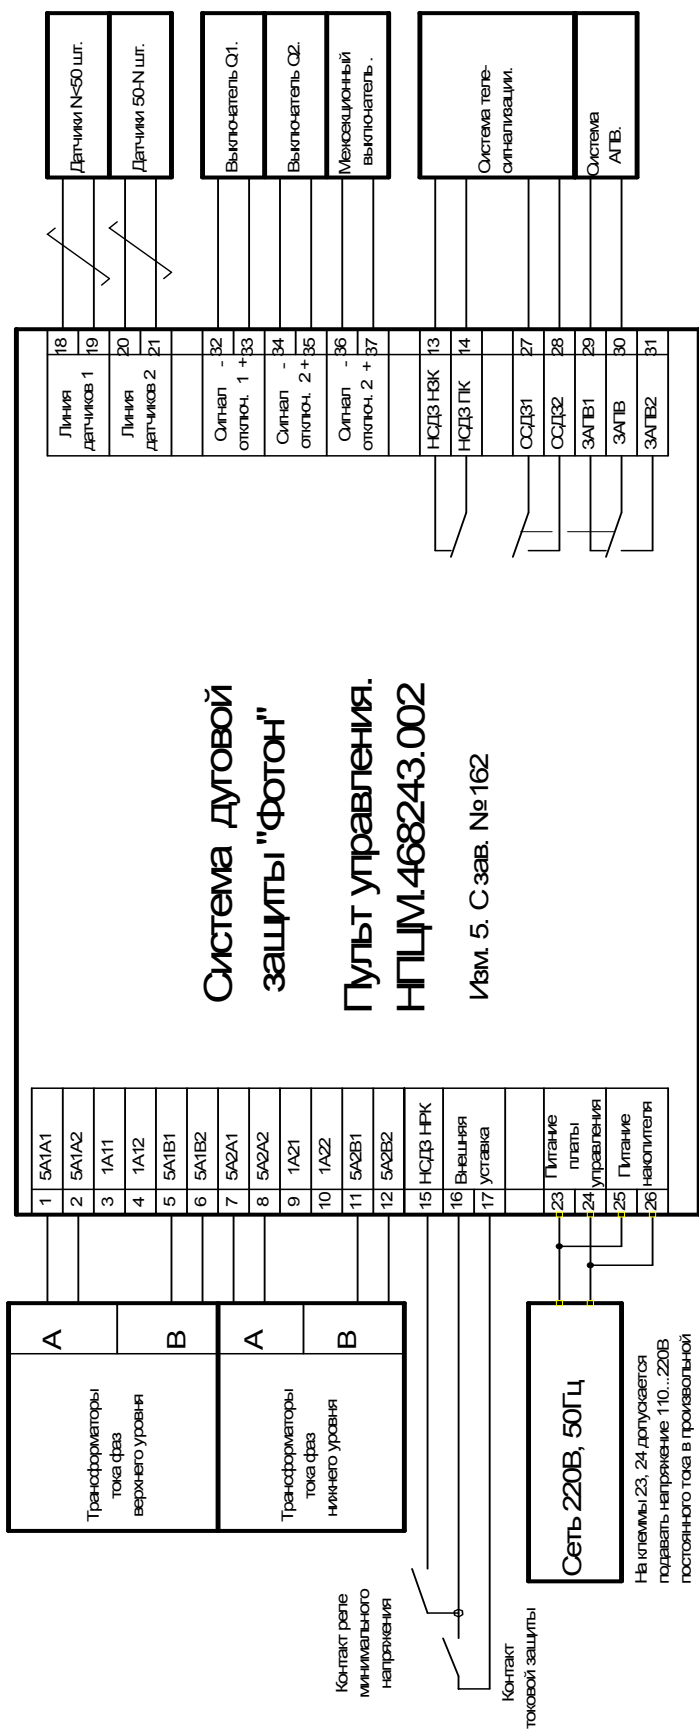 Датчики N<50 шт.
Датчики 50-N шт.
Выключатель Q1.
Выключатель Q2.
Межсекционный
выключатель .
Система теле-
сигнализации.
Система
АПВ.
Линия
датчиков 1
18
19
Линия
датчиков 2
20
21
Сигнал - 32
отключ. 1 + 33
Сигнал - 34
отключ. 2 + 35
Сигнал - 36
отключ. 2 + 37
НСДЗ НЗК 13
НСДЗ ПК 14
ССДЗ1 27
ССДЗ2 28
ЗАПВ1 29
ЗАПВ 30
ЗАПВ2 31
Система дуговой
защиты "Фотон"
Пульт управления.
НПЦМ.468243.002
Изм. 5. С зав. №162
1 5А1А1
2 5А1А2
3 1А11
4 1А12
5 5А1В1
6 5А1В2
7 5А2А1
8 5А2А2
9 1А21
10 1А22
11 5А2В1
12 5А2В2
15 НСДЗ НРК
16 Внешняя
17 уставка
23 Питание
платы
24 управления
25 Питание
26 накопителя
А
В
Трансформаторы
тока фаз
верхнего уровня
А
В
Трансформаторы
тока фаз
нижнего уровня
Контакт реле
минимального
напряжения
Контакт
токовой защиты
Сеть 220В, 50Гц
На клеммы 23, 24 допускается
подавать напряжение 110...220В
постоянного тока в произвольной